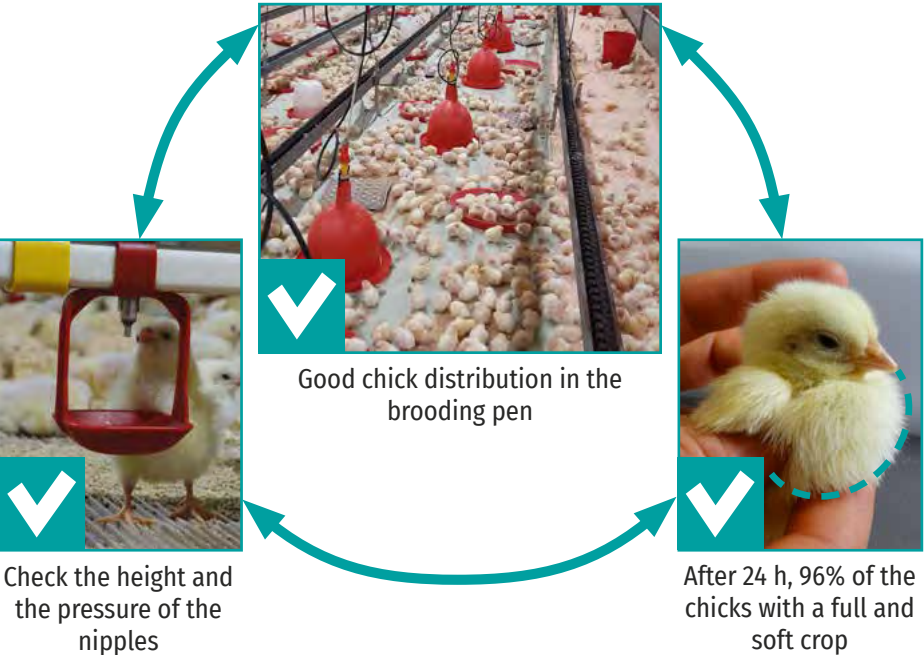 Good chick distribution in the
brooding pen
Check the height and
the pressure of the
nipples
After 24 h, 96% of the
chicks with a full and
soft crop